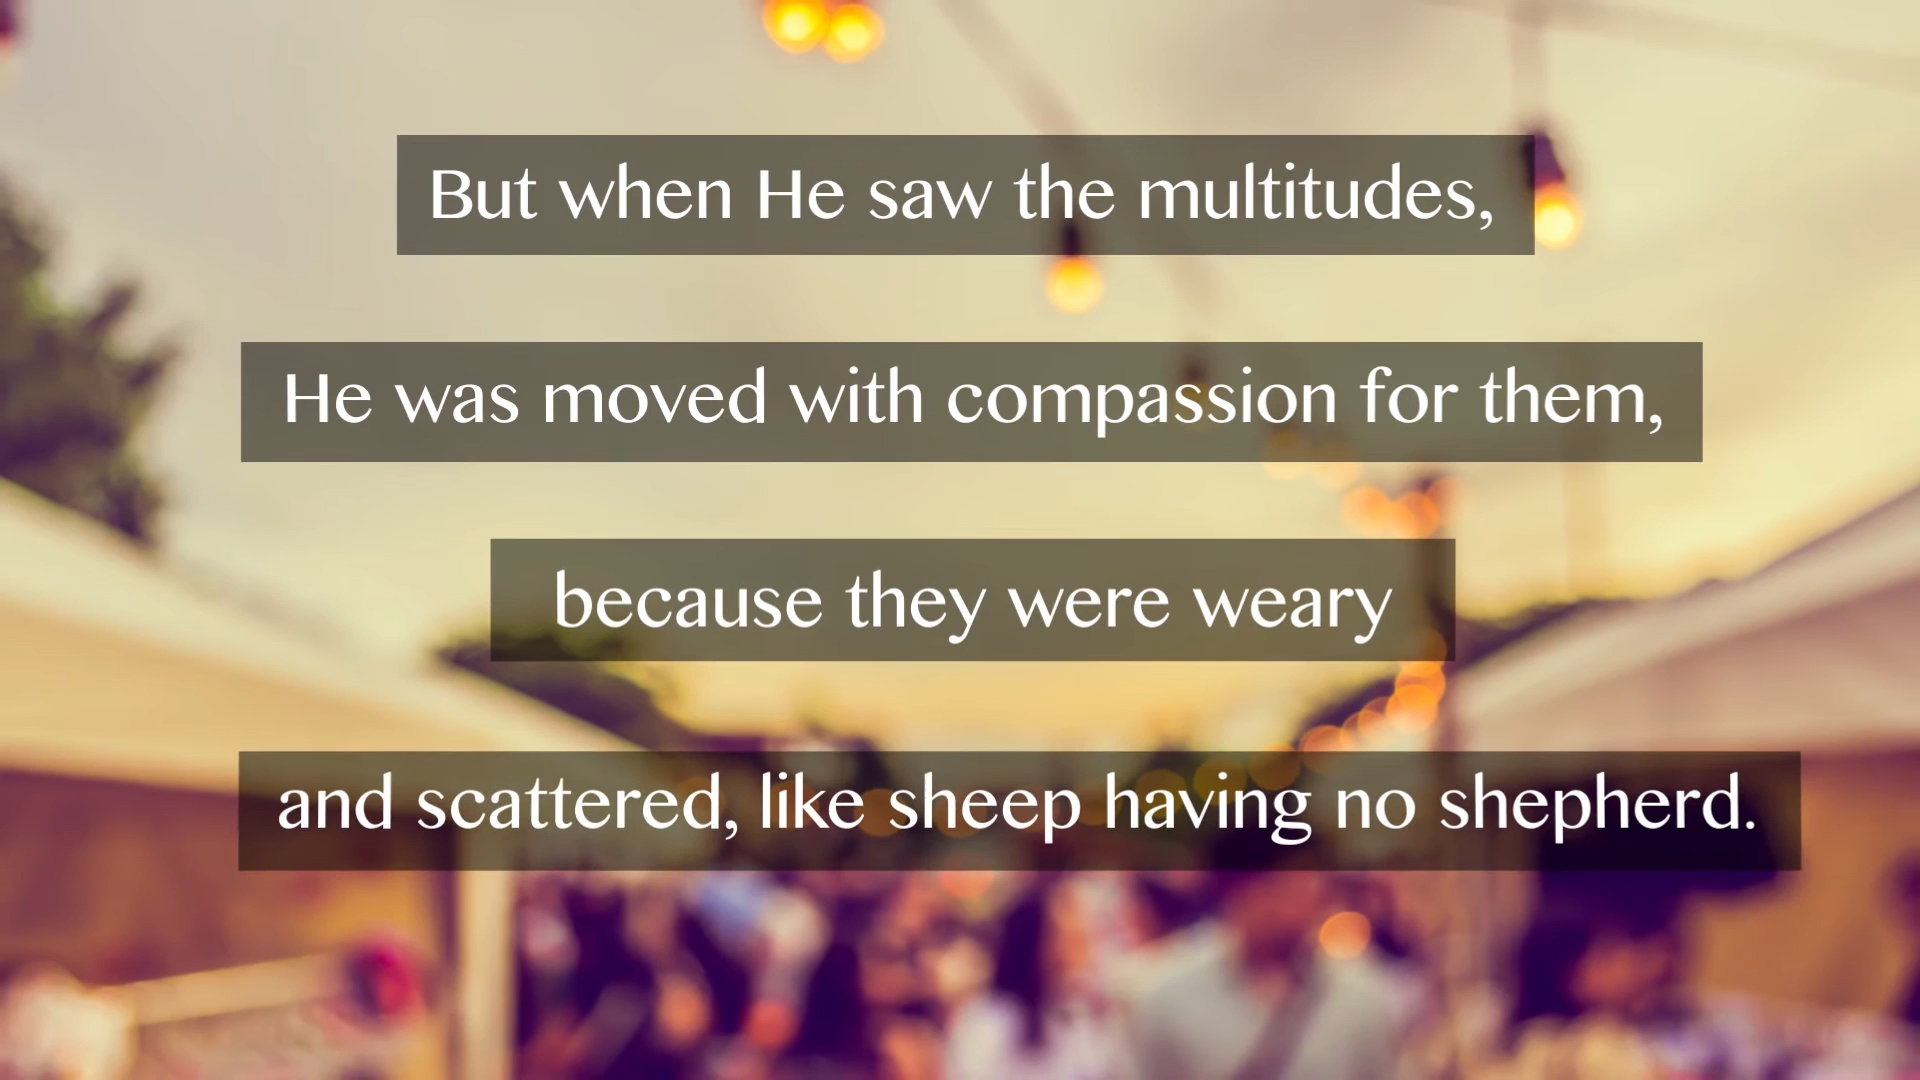 But when He saw the multitudes,
He was moved with compassion for them,
because they were weary
and scattered, like sheep having no shepherd.